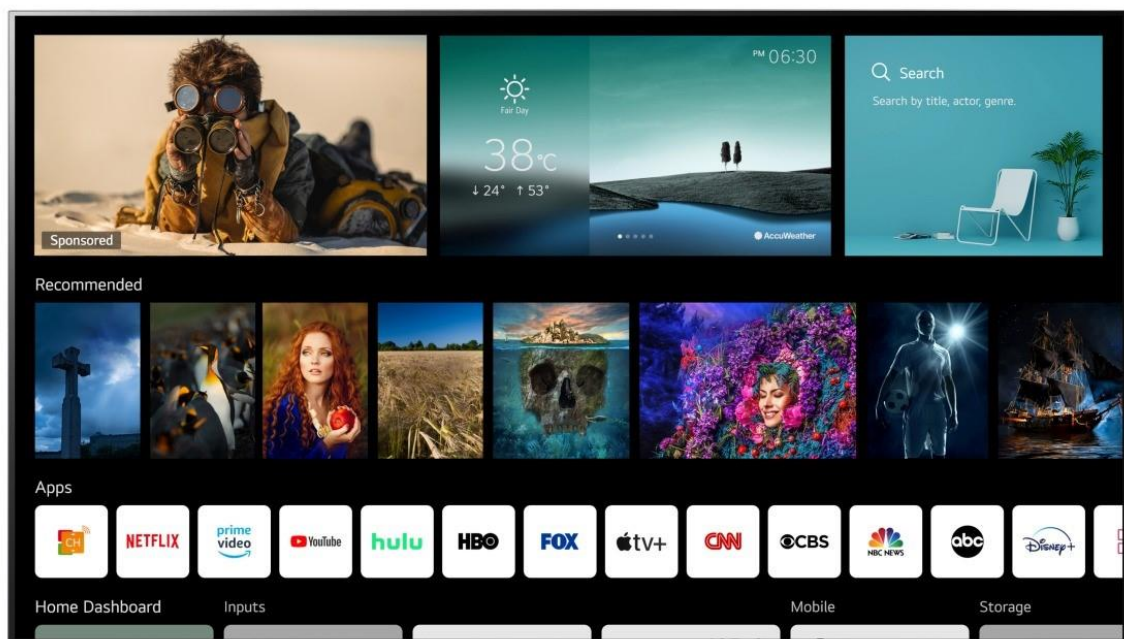 Sponsored
Fair Day
38°C
↓ 24° ↑ 53°
PM 06:30
AccuWeather
Search
Search by title, actor, genre.
Recommended
Apps
CH
NETFLIX
prime video
YouTube
hulu
HBO
FOX
tv+
CNN
CBS
NBC NEWS
abc
Disney+
Home Dashboard
Inputs
Mobile
Storage